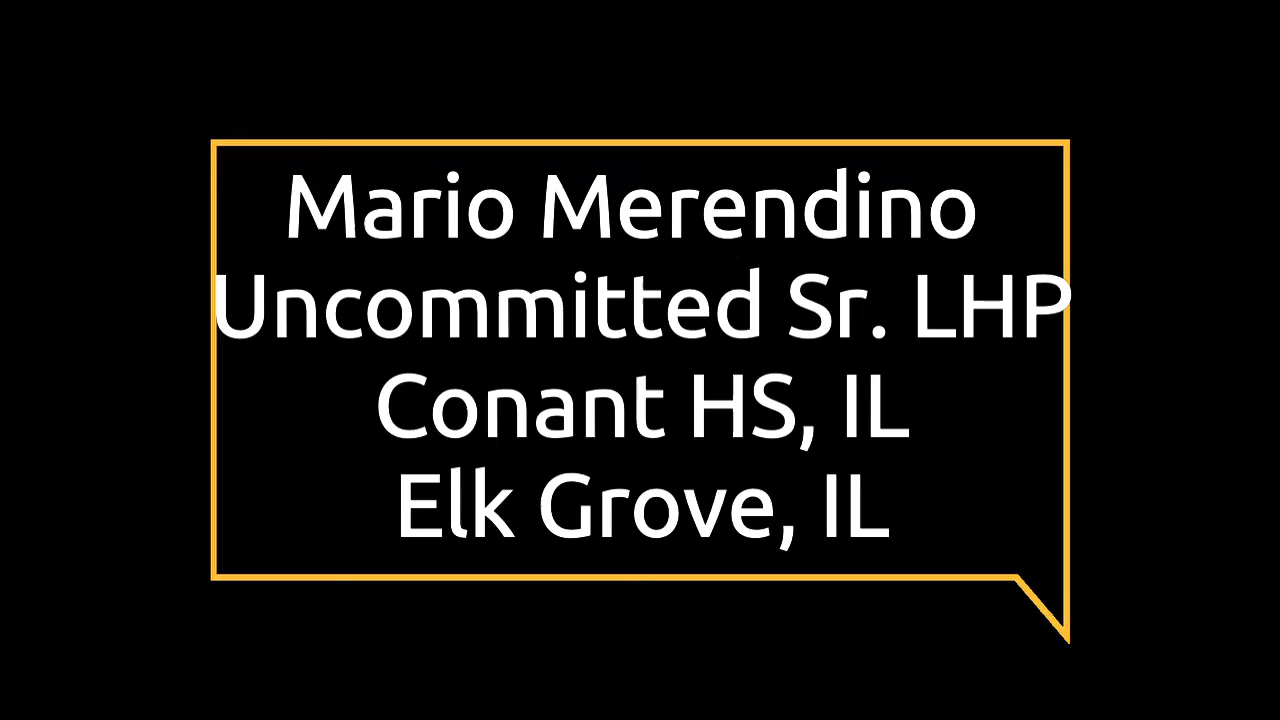 Mario Merendino
Uncommitted Sr. LHP
Conant HS, IL
Elk Grove, IL